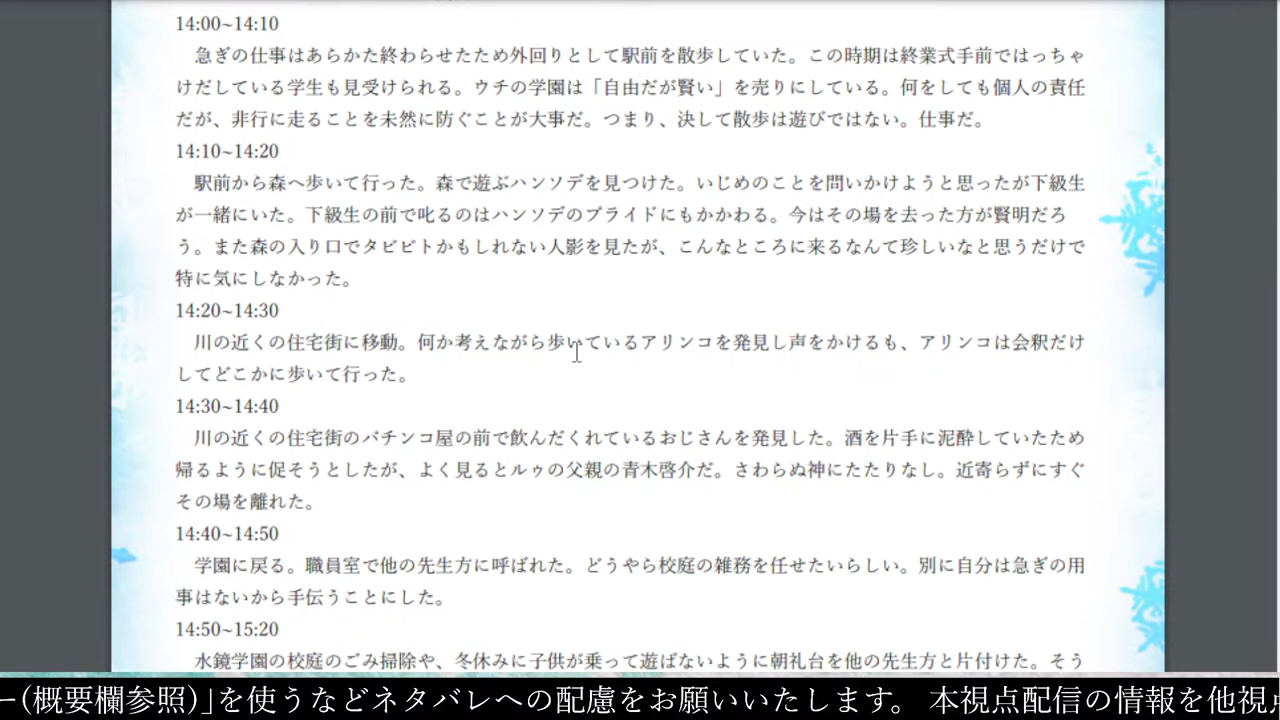 14:00~14:10
急ぎの仕事はあらかた終わらせたため外回りとして駅前を散歩していた。この時期は終業式手前ではっちゃ
けだしている学生も見受けられる。ウチの学園は「自由だが賢い」を売りにしている。何をしても個人の責任
だが、非行に走ることを未然に防ぐことが大事だ。つまり、決して散歩は遊びではない。仕事だ。
14:10~14:20
駅前から森へ歩いて行った。森で遊ぶハンソデを見つけた。いじめのことを問いかけようと思ったが下級生
が一緒にいた。下級生の前で叱るのはハンソデのプライドにもかかわる。今はその場を去った方が賢明だろ
う。また森の入り口でタビビトかもしれない人影を見たが、こんなところに来るなんて珍しいなと思うだけで
特に気にしなかった。
14:20~14:30
川の近くの住宅街に移動。何か考えながら歩いているアリンコを発見し声をかけるも、アリンコは会釈だけ
してどこかに歩いて行った。
14:30~14:40
川の近くの住宅街のパチンコ屋の前で飲んだくれているおじさんを発見した。酒を片手に泥酔していたため
帰るように促そうとしたが、よく見るとルゥの父親の青木啓介だ。さわらぬ神にたたりなし。近寄らずにすぐ
その場を離れた。
14:40~14:50
学園に戻る。職員室で他の先生方に呼ばれた。どうやら校庭の雑務を任せたいらしい。別に自分は急ぎの用
事はないから手伝うことにした。
14:50~15:20
水鏡学園の校庭のごみ掃除や、冬休みに子供が乗って遊ばないように朝礼台を他の先生方と片付けた。そう
ー(概要欄参照)｣を使うなどネタバレへの配慮をお願いいたします。 本視点配信の情報を他視点